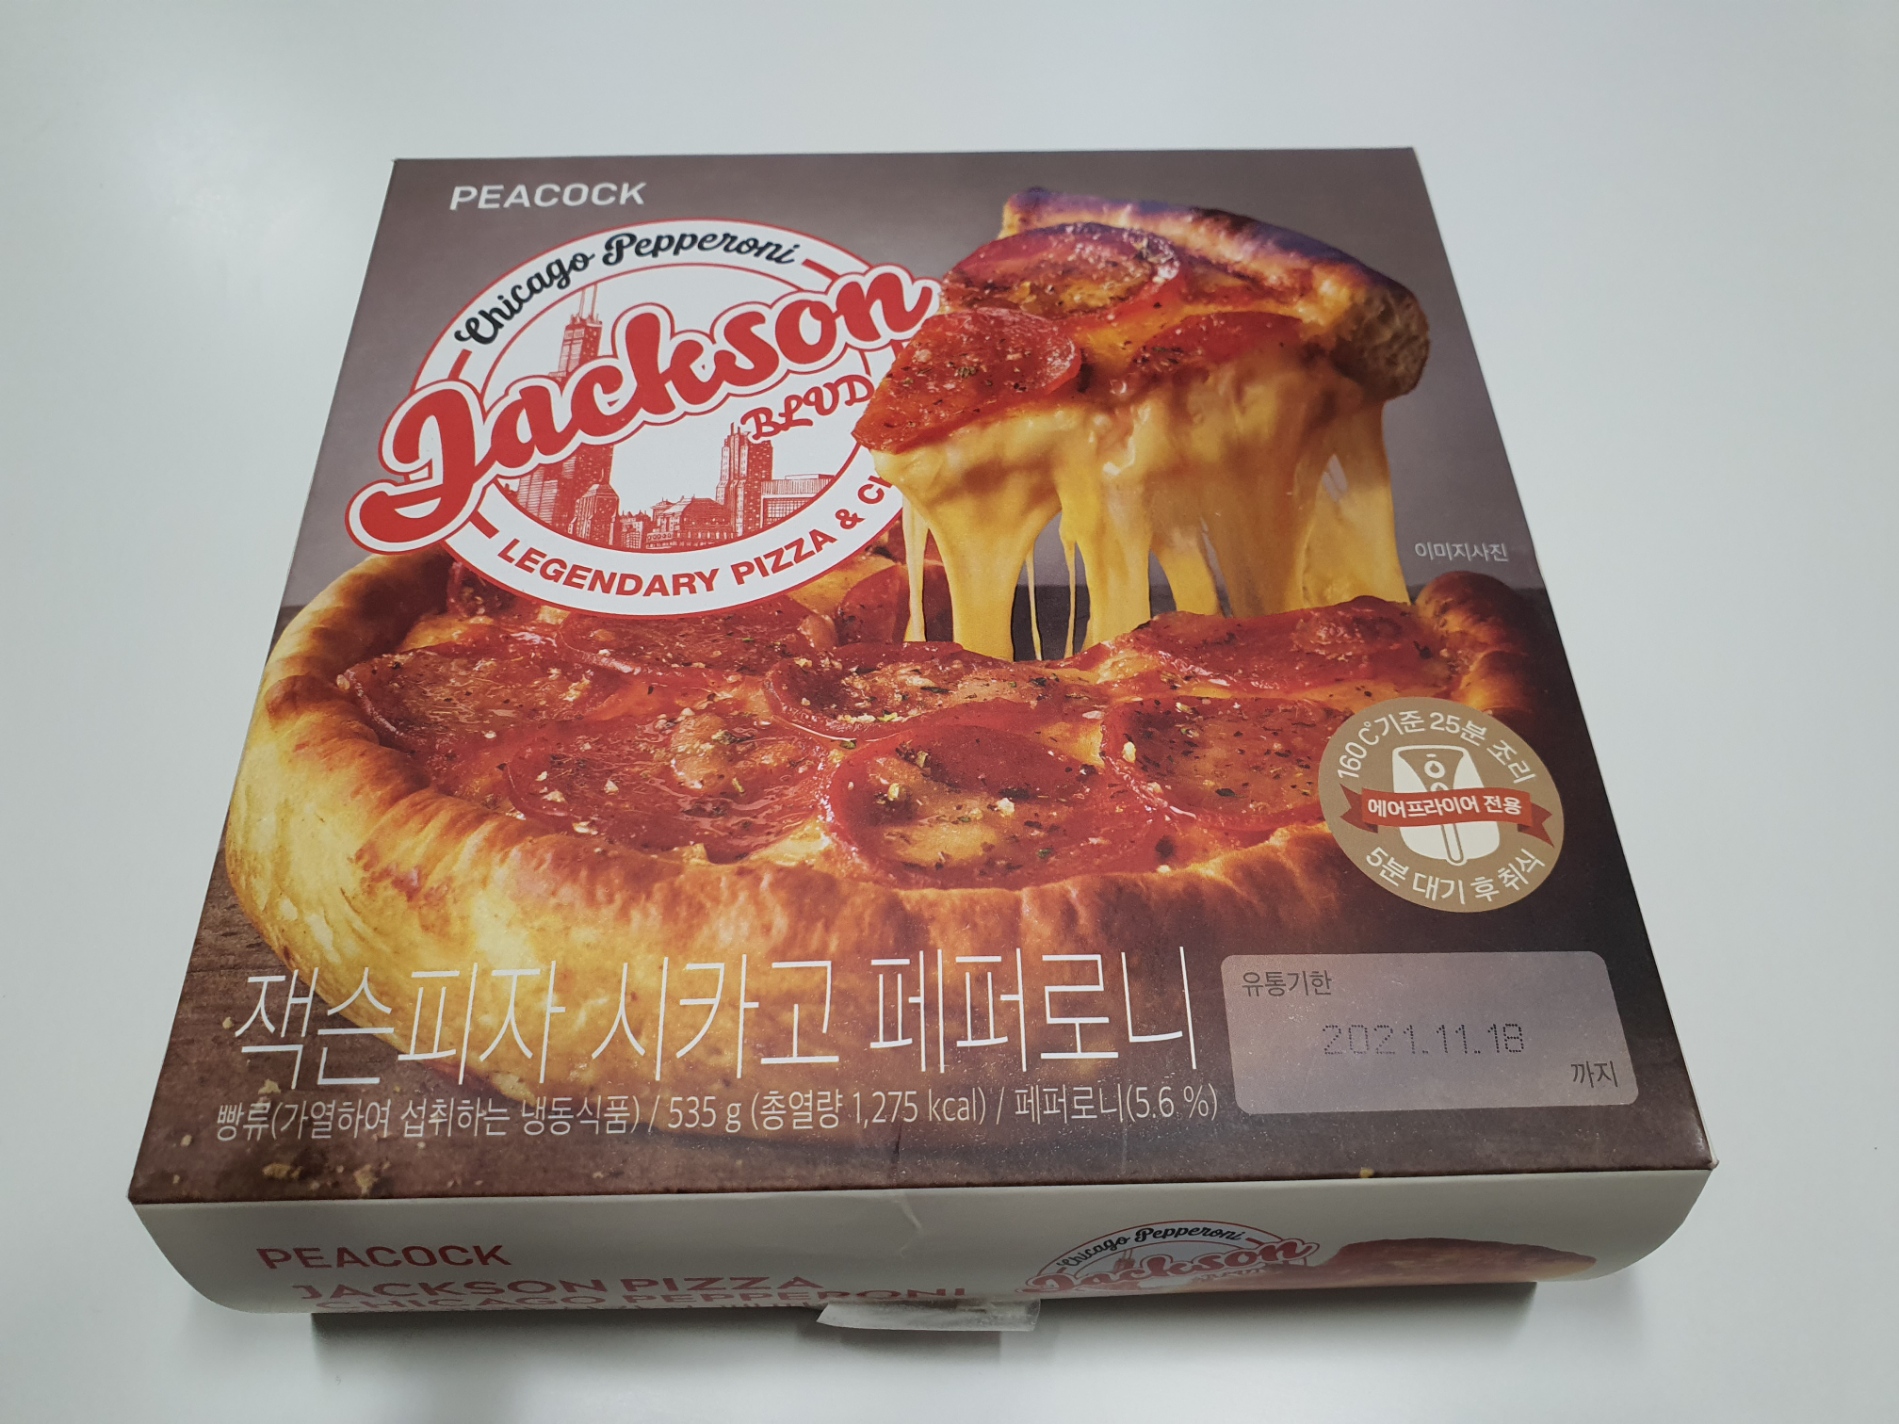 PEACOCK
Chicago Pepperoni
Jackson
BLVD
LEGENDARY PIZZA &
이미지사진
160℃기준 25분 조리
에어프라이어 전용
5분 대기 후 취식
잭슨피자 시카고 페퍼로니
유통기한
2021.11.18
까지
빵류(가열하여 섭취하는 냉동식품) / 535 g (총열량 1,275 kcal) / 페퍼로니(5.6 %)
PEACOCK
JACKSON PIZZA
CHICAGO PEPPERONI
Chicago Pepperoni
Jackson